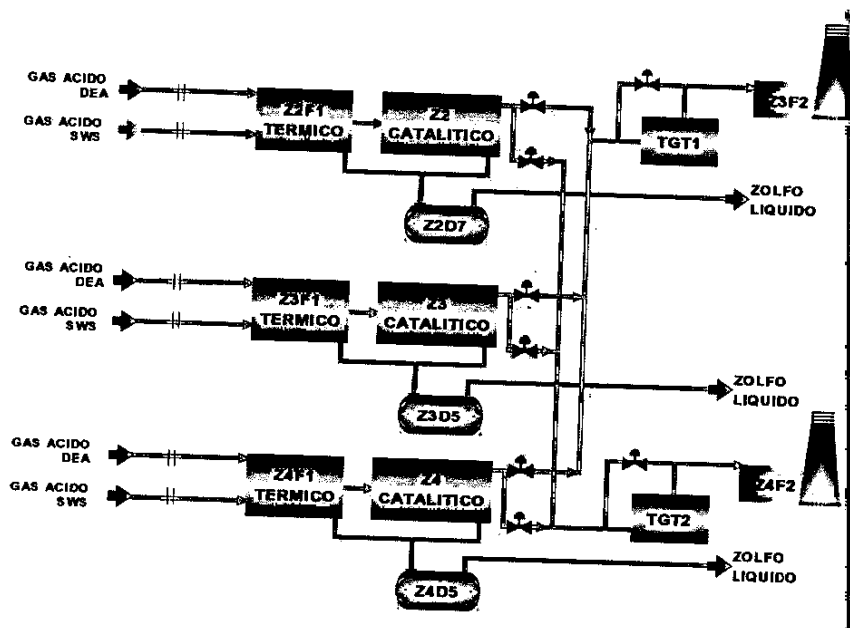 GAS ACIDO
DEA
GAS ACIDO
SWS
Z2F1
TERMICO
Z2
CATALITICO
Z2D7
TGT1
Z3F2
ZOLFO
LIQUIDO
GAS ACIDO
DEA
GAS ACIDO
SWS
Z3F1
TERMICO
Z3
CATALITICO
Z3D5
ZOLFO
LIQUIDO
GAS ACIDO
DEA
GAS ACIDO
SWS
Z4F1
TERMICO
Z4
CATALITICO
Z4D5
TGT2
Z4F2
ZOLFO
LIQUIDO